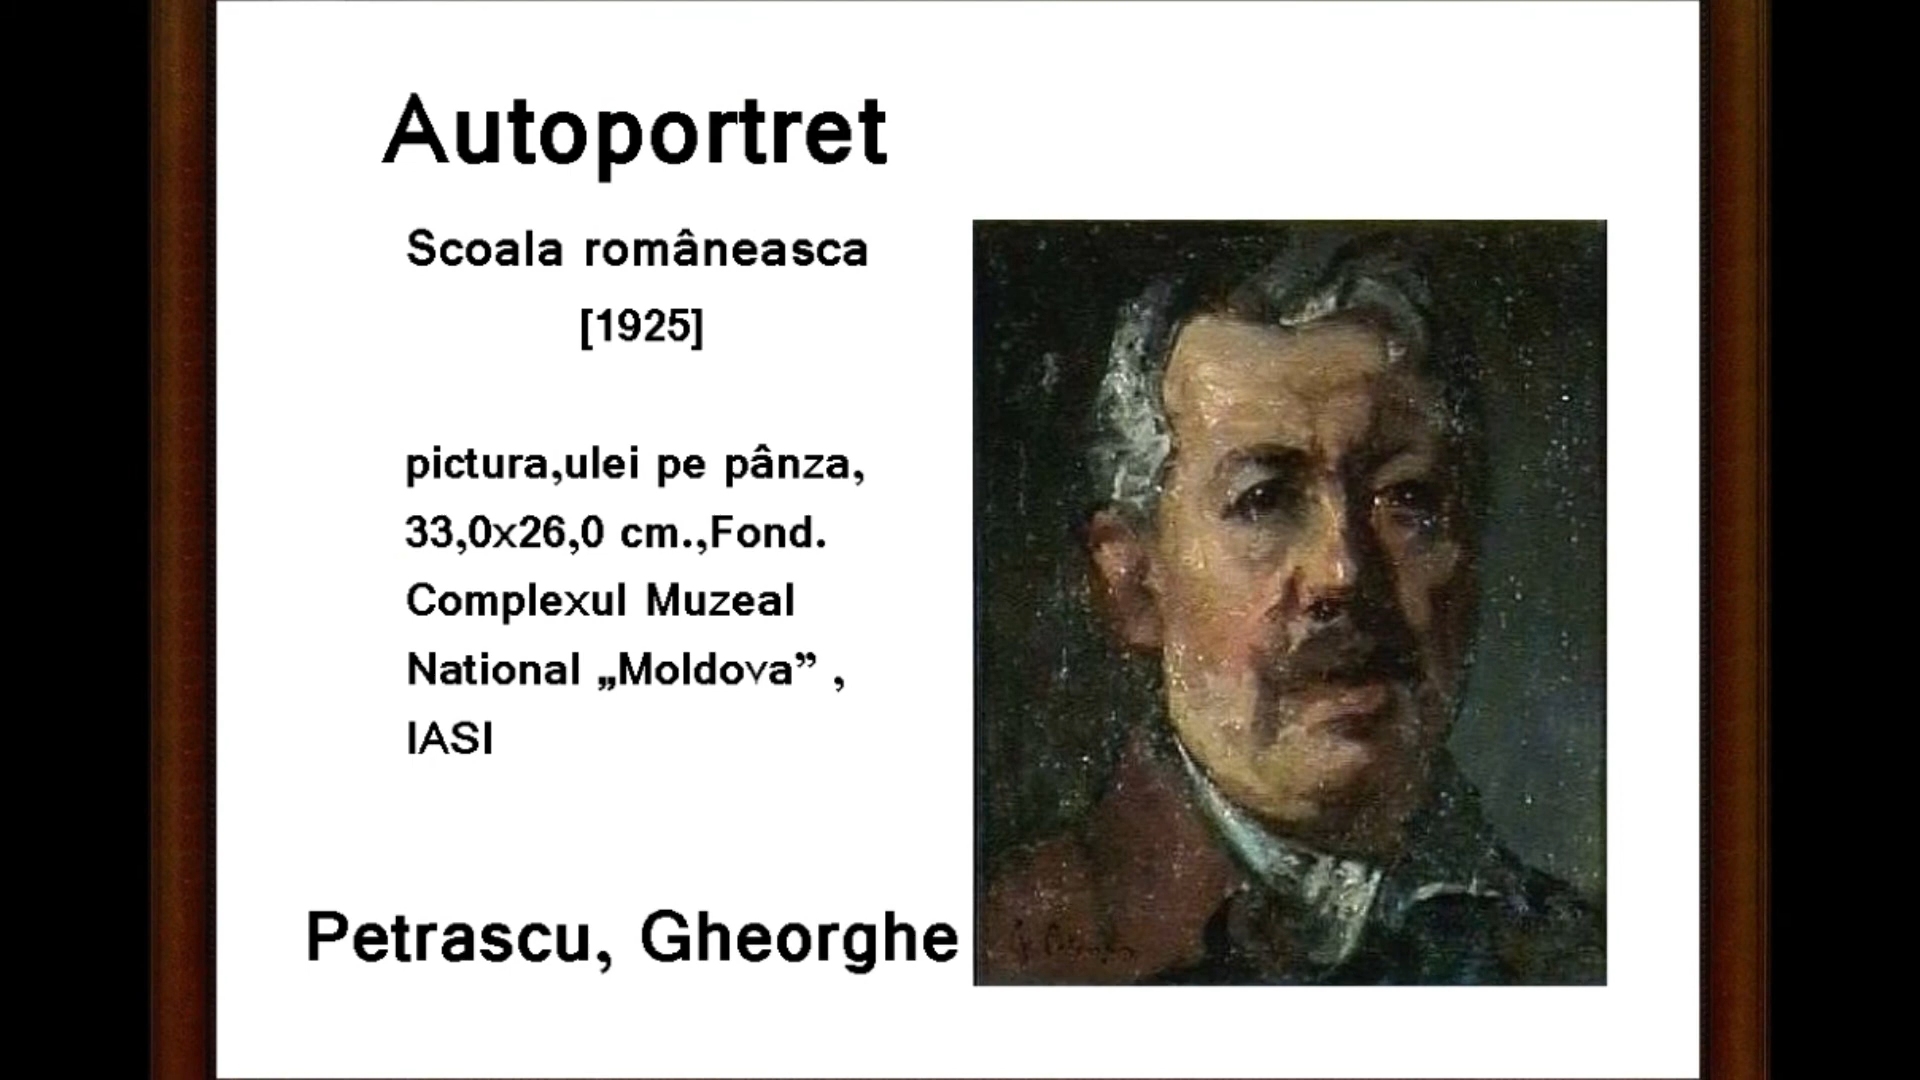 Autoportret
Scoala româneasca
[1925]
pictura,ulei pe pânza,
33,0x26,0 cm.,Fond.
Complexul Muzeal
National „Moldova” ,
IASI
Petrascu, Gheorghe